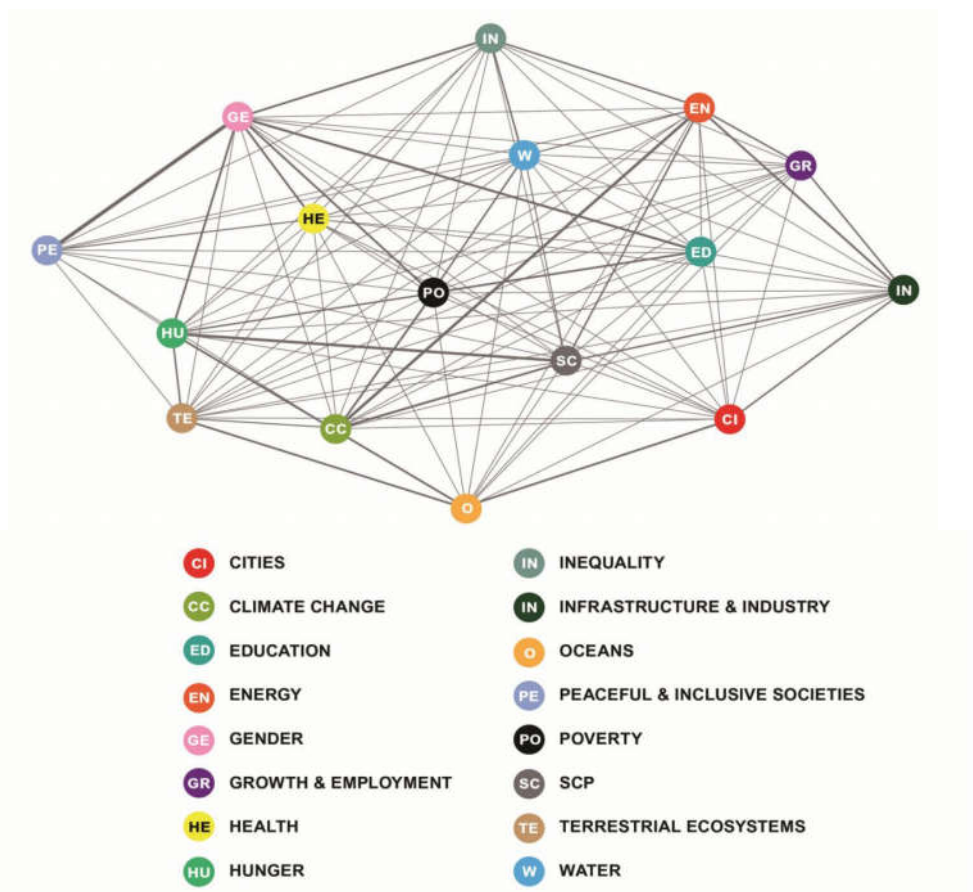 IN
GE
EN
W
GR
HE
PE
ED
PO
IN
HU
SC
TE
CC
CI
O
CI CITIES
CC CLIMATE CHANGE
ED EDUCATION
EN ENERGY
GE GENDER
GR GROWTH & EMPLOYMENT
HE HEALTH
HU HUNGER
IN INEQUALITY
IN INFRASTRUCTURE & INDUSTRY
O OCEANS
PE PEACEFUL & INCLUSIVE SOCIETIES
PO POVERTY
SC SCP
TE TERRESTRIAL ECOSYSTEMS
W WATER